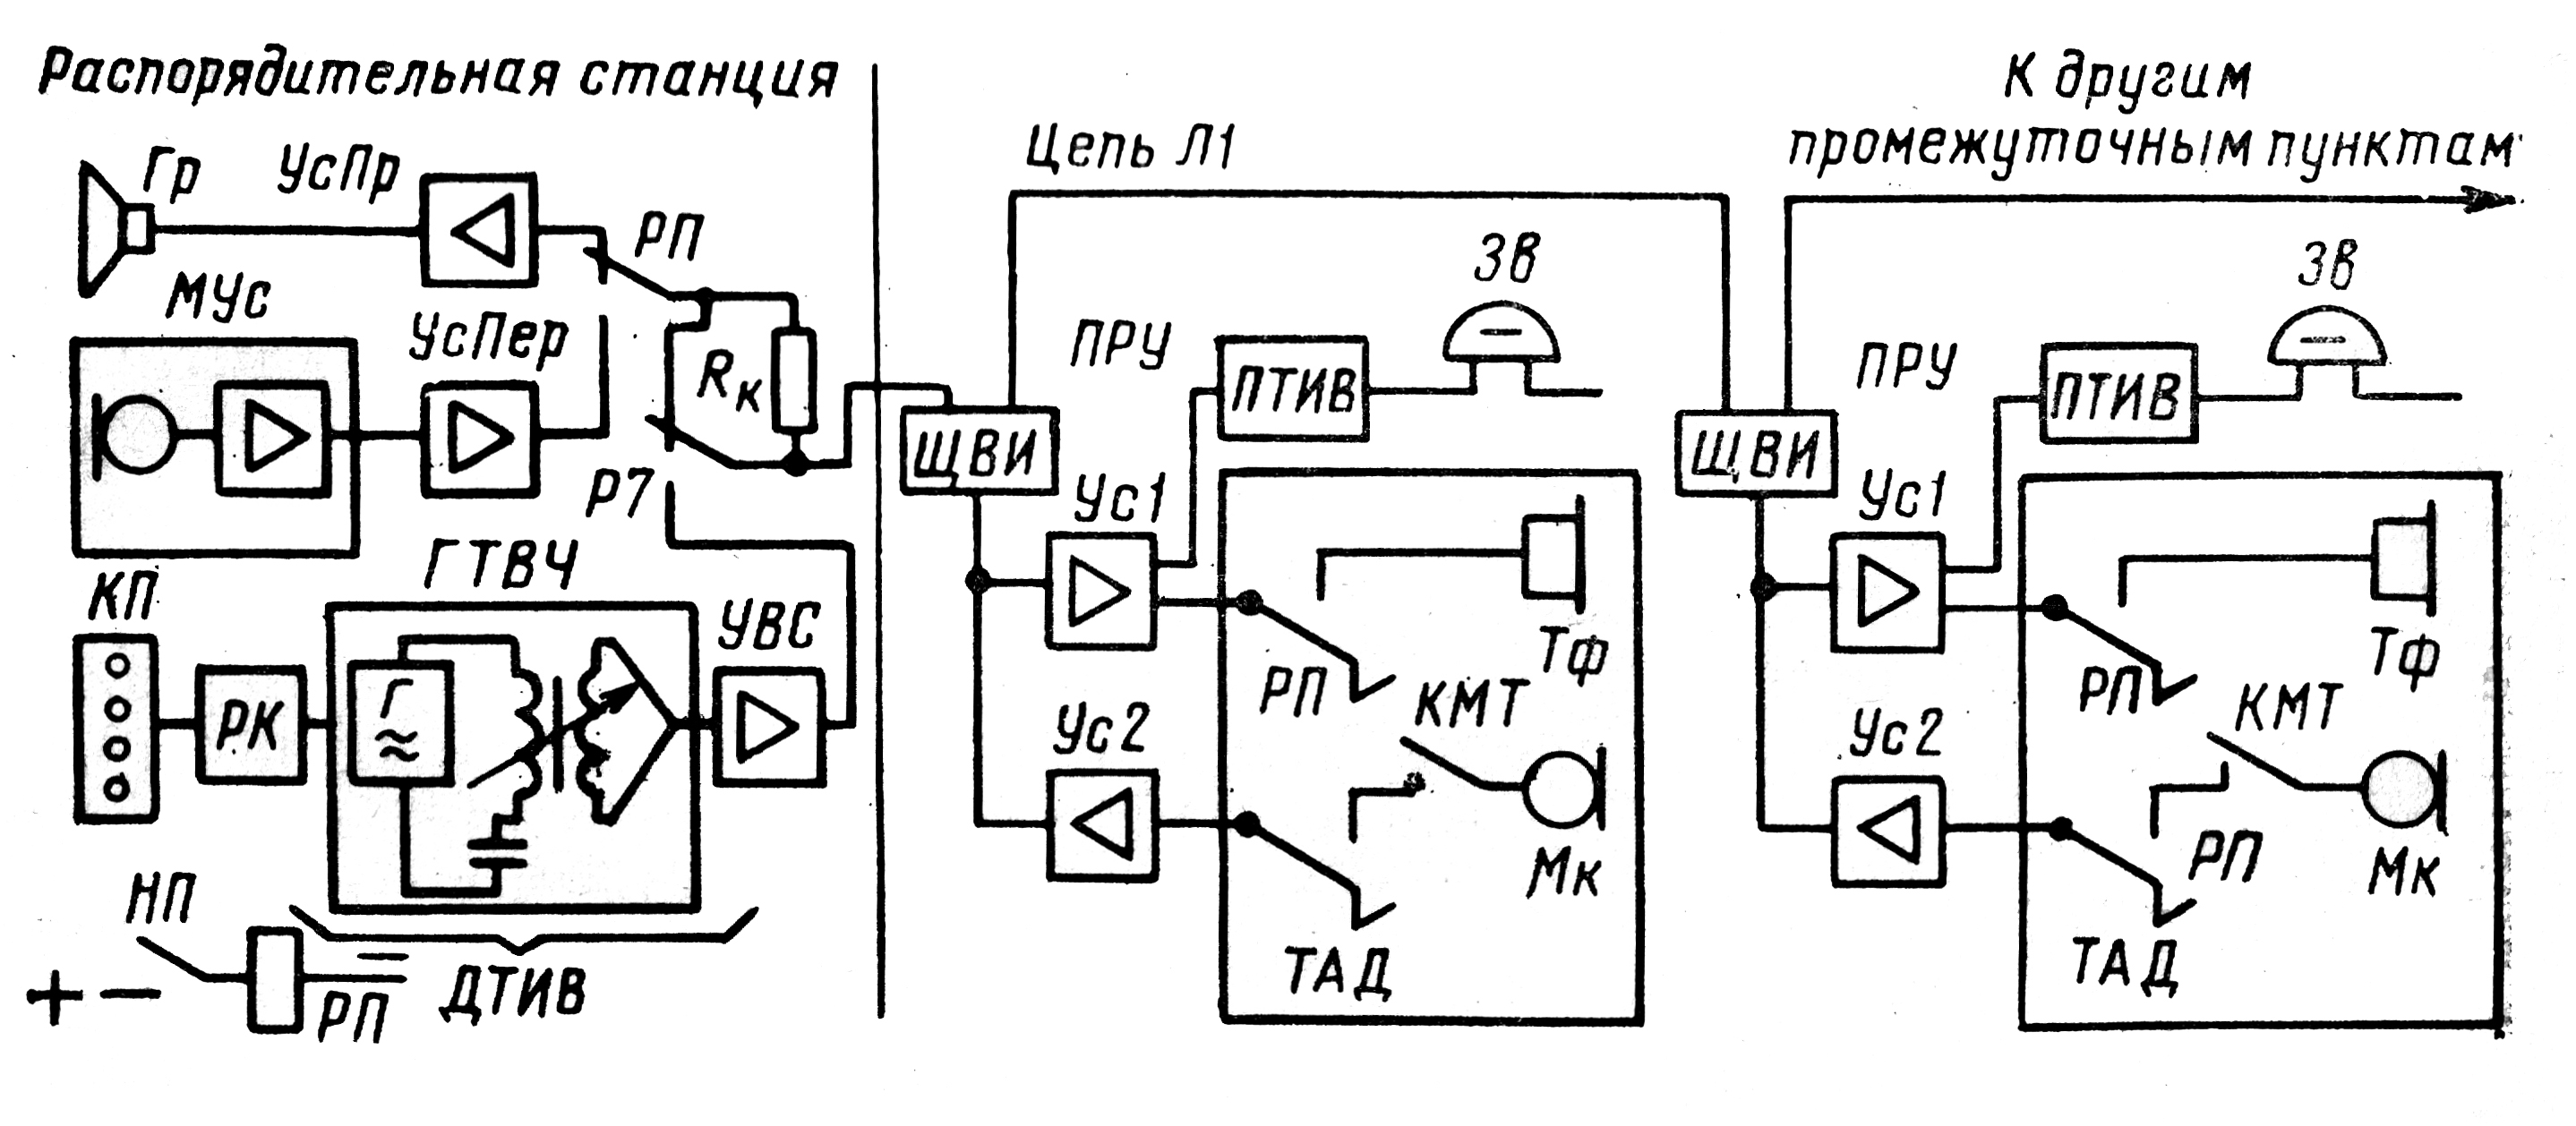 Распорядительная станция
К другим
промежуточным пунктам
Цепь Л1
Гр
УсПр
РП
МУс
УсПер
Rк
Р7
ГТВЧ
КП
РК
Г
≈
УВС
НП
+ −
РП
ДТИВ
ЩВИ
ПРУ
ПТИВ
ЗВ
Ус1
Тф
РП
КМТ
Ус2
Мк
ТАД
ЩВИ
ПРУ
ПТИВ
ЗВ
Ус1
Тф
РП
КМТ
Ус2
РП
Мк
ТАД